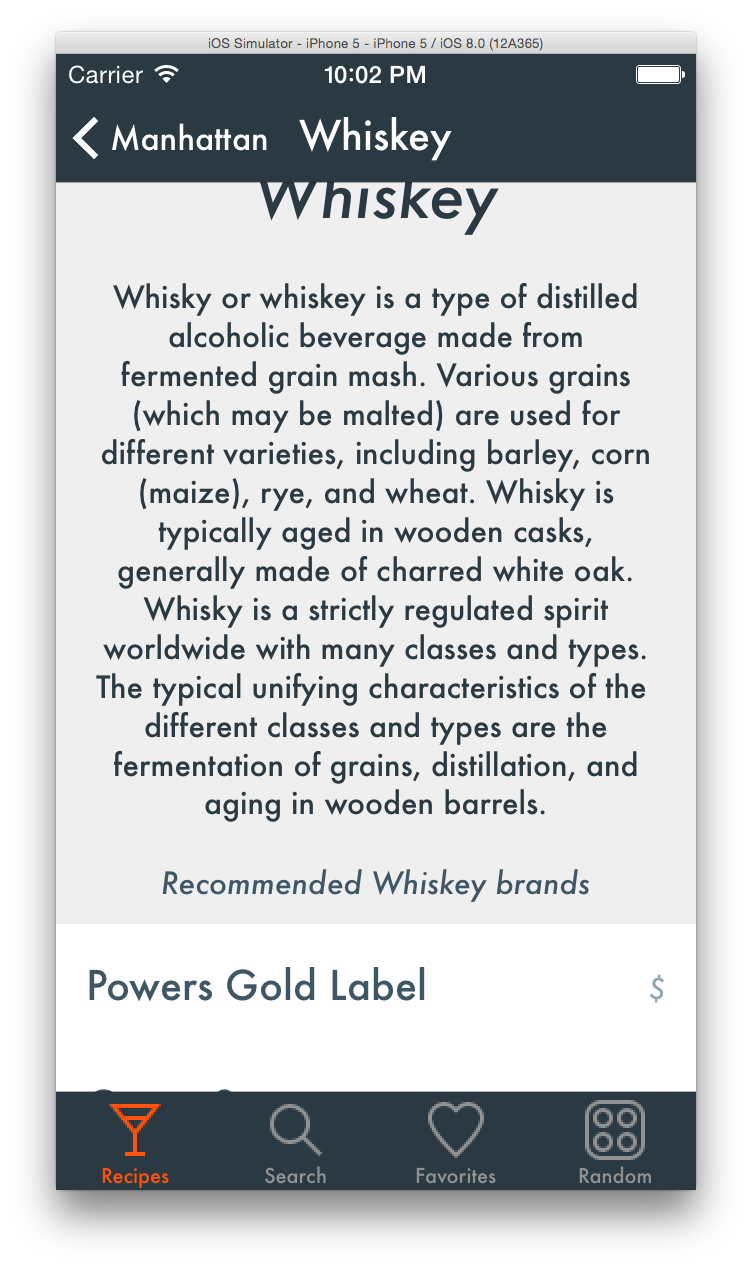 iOS Simulator - iPhone 5 - iPhone 5 / iOS 8.0 (12A365)
Carrier 10:02 PM
Manhattan Whiskey
Whiskey
Whisky or whiskey is a type of distilled
alcoholic beverage made from
fermented grain mash. Various grains
(which may be malted) are used for
different varieties, including barley, corn
(maize), rye, and wheat. Whisky is
typically aged in wooden casks,
generally made of charred white oak.
Whisky is a strictly regulated spirit
worldwide with many classes and types.
The typical unifying characteristics of the
different classes and types are the
fermentation of grains, distillation, and
aging in wooden barrels.
Recommended Whiskey brands
Powers Gold Label $
Recipes Search Favorites Random